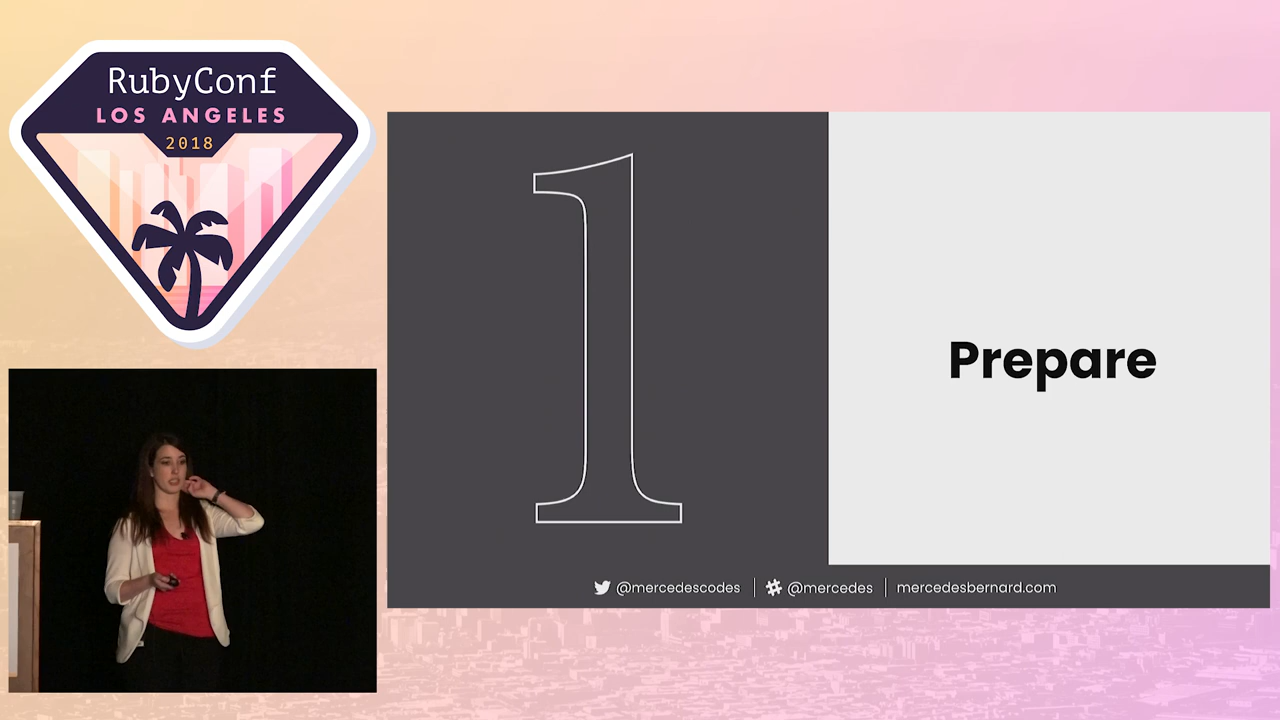 RubyConf
LOS ANGELES
2018
1
Prepare
@mercedescodes | @mercedes | mercedesbernard.com